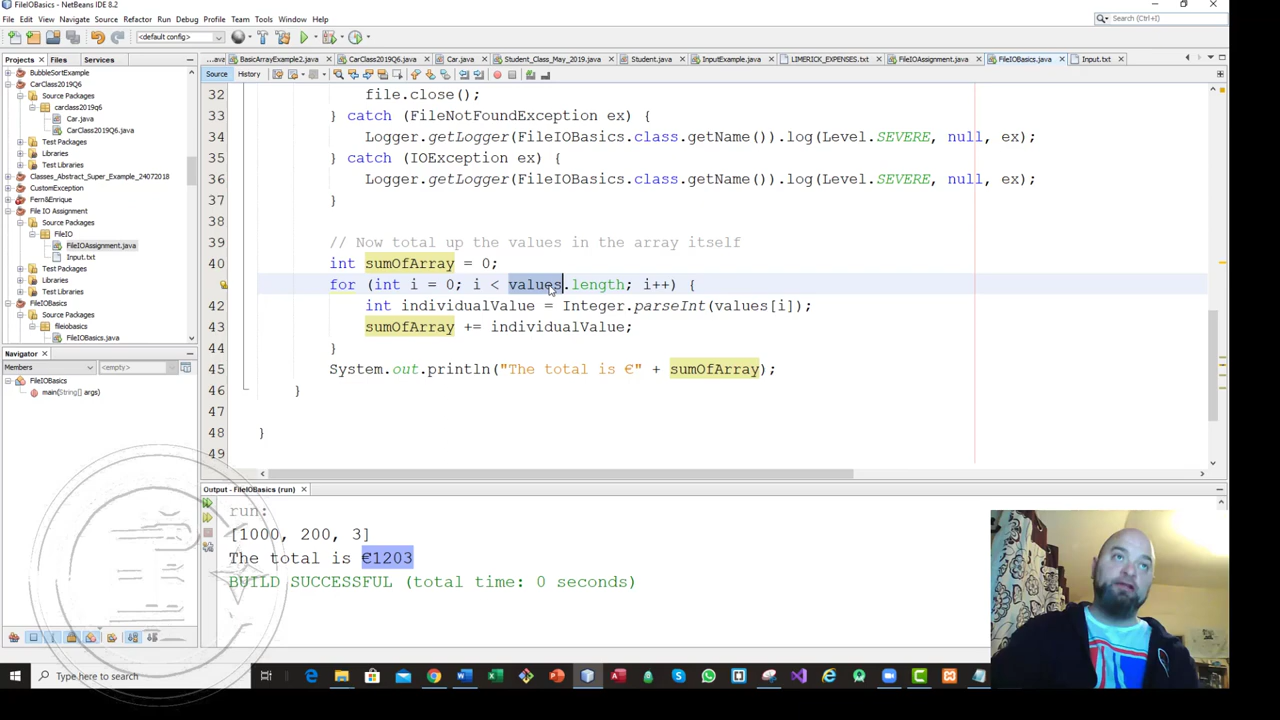 FileIOBasics - NetBeans IDE 8.2
File Edit View Navigate Source Refactor Run Debug Profile Team Tools Window Help
Search (Ctrl+I)
<default config>
Projects Files Services
BubbleSortExample
CarClass2019Q6
Source Packages
carclass2019q6
Car.java
CarClass2019Q6.java
Test Packages
Libraries
Test Libraries
Classes_Abstract_Super_Example_24072018
CustomException
Fern&Enrique
File IO Assignment
Source Packages
FileIO
FileIOAssignment.java
Input.txt
Test Packages
Libraries
Test Libraries
FileIOBasics
Source Packages
fileiobasics
FileIOBasics.java
Navigator
Members <empty>
FileIOBasics
main(String[] args)
...ava BasicArrayExample2.java CarClass2019Q6.java Car.java Student_Class_May_2019.java Student.java InputExample.java LIMERICK_EXPENSES.txt FileIOAssignment.java FileIOBasics.java Input.txt
Source History
32 file.close();
33 } catch (FileNotFoundException ex) {
34 Logger.getLogger(FileIOBasics.class.getName()).log(Level.SEVERE, null, ex);
35 } catch (IOException ex) {
36 Logger.getLogger(FileIOBasics.class.getName()).log(Level.SEVERE, null, ex);
37 }
38
39 // Now total up the values in the array itself
40 int sumOfArray = 0;
for (int i = 0; i < values.length; i++) {
42 int individualValue = Integer.parseInt(values[i]);
43 sumOfArray += individualValue;
44 }
45 System.out.println("The total is €" + sumOfArray);
46 }
47
48 }
49
Output - FileIOBasics (run)
run:
[1000, 200, 3]
The total is €1203
BUILD SUCCESSFUL (total time: 0 seconds)
Type here to search